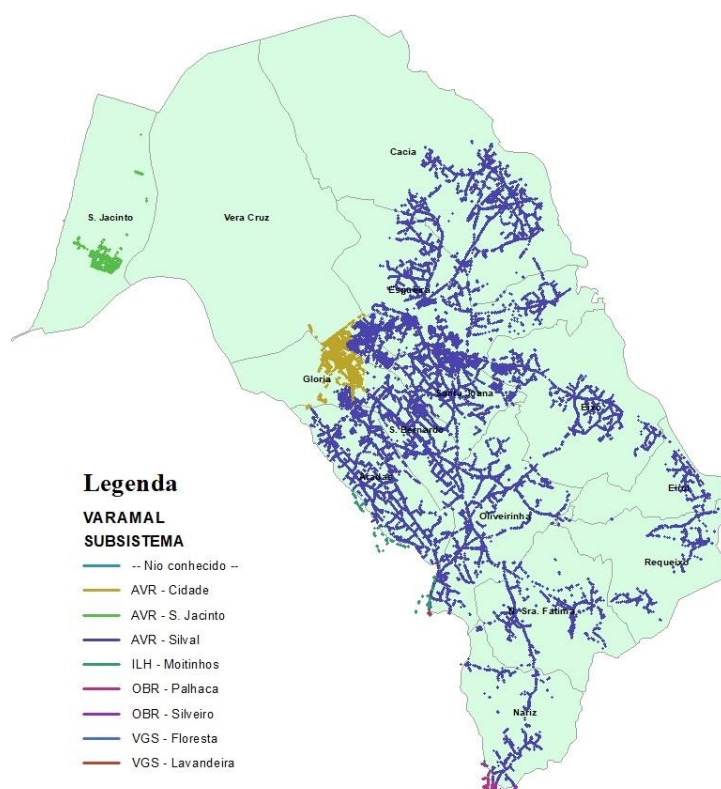 Cacia
S. Jacinto
Vera Cruz
Esgueira
Gloria
Santa Joana
Eixo
S. Bernardo
Aradas
Eirol
Oliveirinha
Requeixo
N. Sra. Fatima
Nariz
Legenda
VARAMAL
SUBSISTEMA
-- Nio conhecido --
AVR - Cidade
AVR - S. Jacinto
AVR - Silval
ILH - Moitinhos
OBR - Palhaca
OBR - Silveiro
VGS - Floresta
VGS - Lavandeira